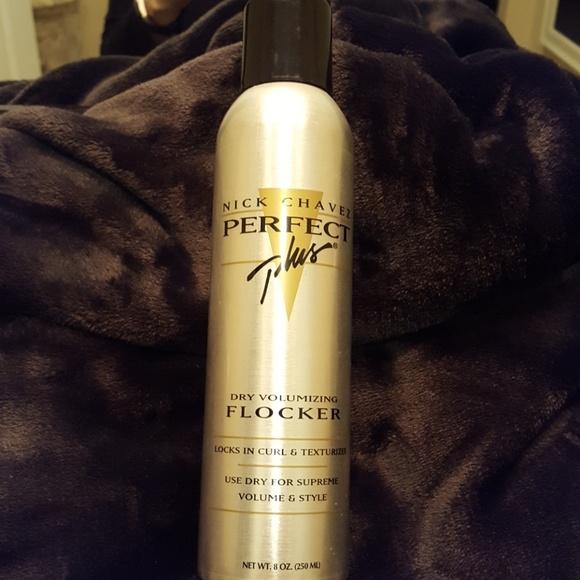 NICK CHAVEZ
PERFECT
Plus®
DRY VOLUMIZING
FLOCKER
LOCKS IN CURL & TEXTURIZES
USE DRY FOR SUPREME
VOLUME & STYLE
NET WT. 8 OZ. (250 ML)